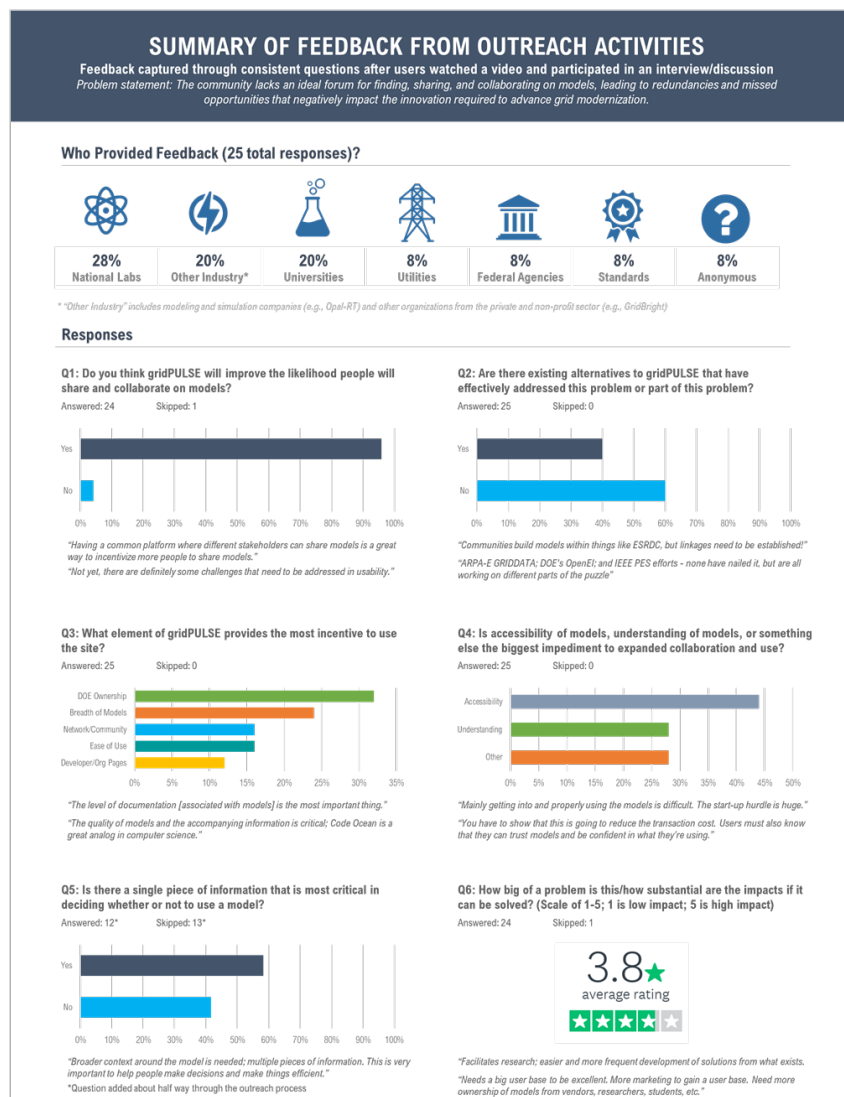 SUMMARY OF FEEDBACK FROM OUTREACH ACTIVITIES
Feedback captured through consistent questions after users watched a video and participated in an interview/discussion
Problem statement: The community lacks an ideal forum for finding, sharing, and collaborating on models, leading to redundancies and missed
opportunities that negatively impact the innovation required to advance grid modernization.
Who Provided Feedback (25 total responses)?
28% 20% 20% 8% 8% 8% 8%
National Labs Other Industry* Universities Utilities Federal Agencies Standards Anonymous
* "Other Industry" includes modeling and simulation companies (e.g., Opal-RT) and other organizations from the private and non-profit sector (e.g., GridBright)
Responses
Q1: Do you think gridPULSE will improve the likelihood people will
share and collaborate on models?
Answered: 24 Skipped: 1
Yes
No
0% 10% 20% 30% 40% 50% 60% 70% 80% 90% 100%
"Having a common platform where different stakeholders can share models is a great
way to incentivize more people to share models."
"Not yet, there are definitely some challenges that need to be addressed in usability."
Q2: Are there existing alternatives to gridPULSE that have
effectively addressed this problem or part of this problem?
Answered: 25 Skipped: 0
Yes
No
0% 10% 20% 30% 40% 50% 60% 70% 80% 90% 100%
"Communities build models within things like ESRDC, but linkages need to be established!"
"ARPA-E GRIDDATA; DOE's OpenEI; and IEEE PES efforts - none have nailed it, but are all
working on different parts of the puzzle"
Q3: What element of gridPULSE provides the most incentive to use
the site?
Answered: 25 Skipped: 0
DOE Ownership
Breadth of Models
Network/Community
Ease of Use
Developer/Org Pages
0% 5% 10% 15% 20% 25% 30% 35%
"The level of documentation [associated with models] is the most important thing."
"The quality of models and the accompanying information is critical; Code Ocean is a
great analog in computer science."
Q4: Is accessibility of models, understanding of models, or something
else the biggest impediment to expanded collaboration and use?
Answered: 25 Skipped: 0
Accessibility
Understanding
Other
0% 5% 10% 15% 20% 25% 30% 35% 40% 45% 50%
"Mainly getting into and properly using the models is difficult. The start-up hurdle is huge."
"You have to show that this is going to reduce the transaction cost. Users must also know
that they can trust models and be confident in what they're using."
Q5: Is there a single piece of information that is most critical in
deciding whether or not to use a model?
Answered: 12* Skipped: 13*
Yes
No
0% 10% 20% 30% 40% 50% 60% 70% 80% 90% 100%
"Broader context around the model is needed; multiple pieces of information. This is very
important to help people make decisions and make things efficient."
*Question added about half way through the outreach process
Q6: How big of a problem is this/how substantial are the impacts if it
can be solved? (Scale of 1-5; 1 is low impact; 5 is high impact)
Answered: 24 Skipped: 1
3.8
average rating
"Facilitates research; easier and more frequent development of solutions from what exists.
"Needs a big user base to be excellent. More marketing to gain a user base. Need more
ownership of models from vendors, researchers, students, etc."